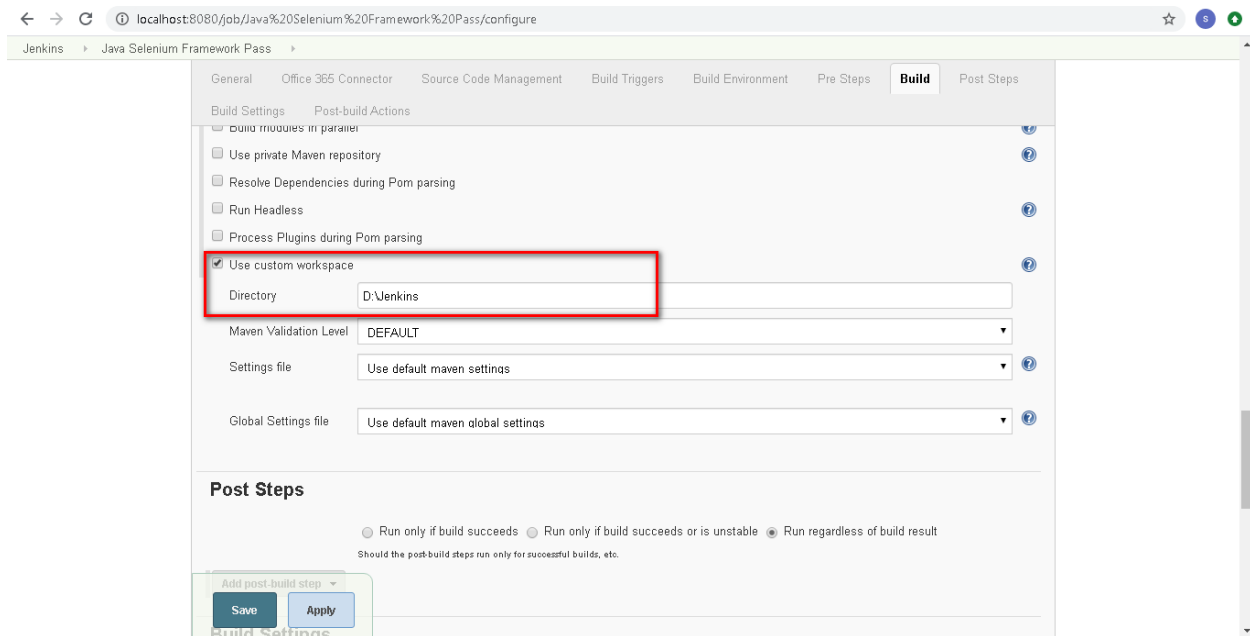 localhost:8080/job/Java%20Selenium%20Framework%20Pass/configure
S
Jenkins Java Selenium Framework Pass
General Office 365 Connector Source Code Management Build Triggers Build Environment Pre Steps Build Post Steps
Build Settings Post-build Actions
Build modules in parallel
Use private Maven repository
Resolve Dependencies during Pom parsing
Run Headless
Process Plugins during Pom parsing
Use custom workspace
Directory D:\Jenkins
Maven Validation Level DEFAULT
Settings file Use default maven settings
Global Settings file Use default maven global settings
Post Steps
Run only if build succeeds Run only if build succeeds or is unstable Run regardless of build result
Should the post-build steps run only for successful builds, etc.
Add post-build step
Save Apply
Build Settings